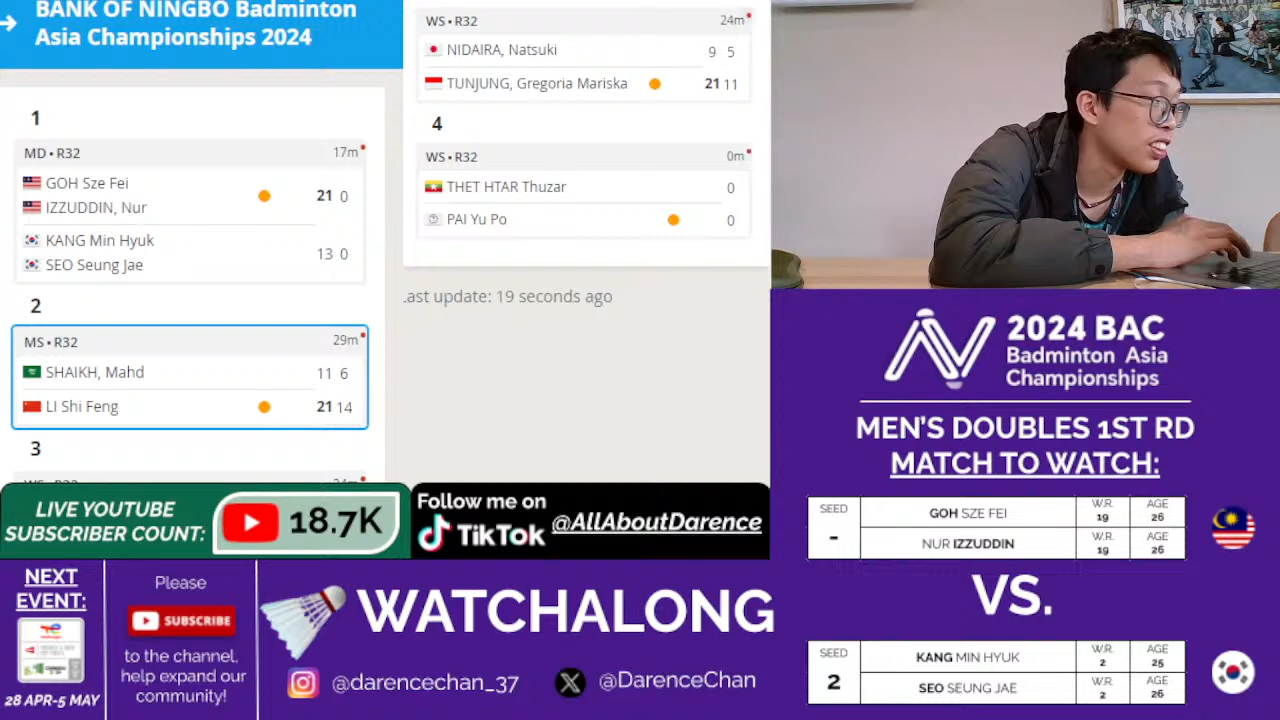 BANK OF NINGBO Badminton
Asia Championships 2024
1
MD • R32 17m
GOH Sze Fei
IZZUDDIN, Nur
21 0
KANG Min Hyuk
SEO Seung Jae
13 0
2
MS • R32 29m
SHAIKH, Mahd 11 6
LI Shi Feng 21 14
3
WS • R32 24m
NIDAIRA, Natsuki 9 5
TUNJUNG, Gregoria Mariska 21 11
4
WS • R32 0m
THET HTAR Thuzar 0
PAI Yu Po 0
ast update: 19 seconds ago
2024 BAC
Badminton Asia
Championships
MEN'S DOUBLES 1ST RD
MATCH TO WATCH:
SEED
-
GOH SZE FEI W.R. 19 AGE 26
NUR IZZUDDIN W.R. 19 AGE 26
VS.
SEED
2
KANG MIN HYUK W.R. 2 AGE 25
SEO SEUNG JAE W.R. 2 AGE 26
LIVE YOUTUBE
SUBSCRIBER COUNT:
18.7K
Follow me on
TikTok
@AllAboutDarence
NEXT
EVENT:
28 APR-5 MAY
Please
SUBSCRIBE
to the channel,
help expand our
community!
WATCHALONG
@darencechan_37
@DarenceChan